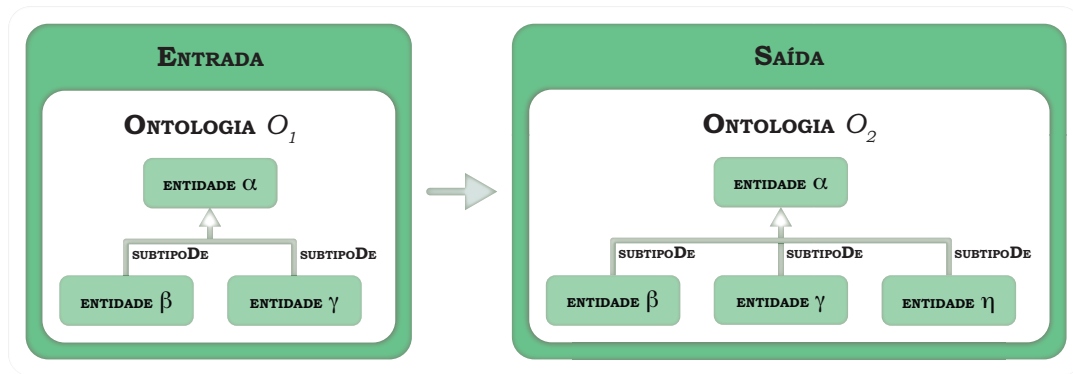 Entrada
Ontologia O1
entidade α
subtipoDe subtipoDe
entidade β entidade γ
Saída
Ontologia O2
entidade α
subtipoDe subtipoDe subtipoDe
entidade β entidade γ entidade η